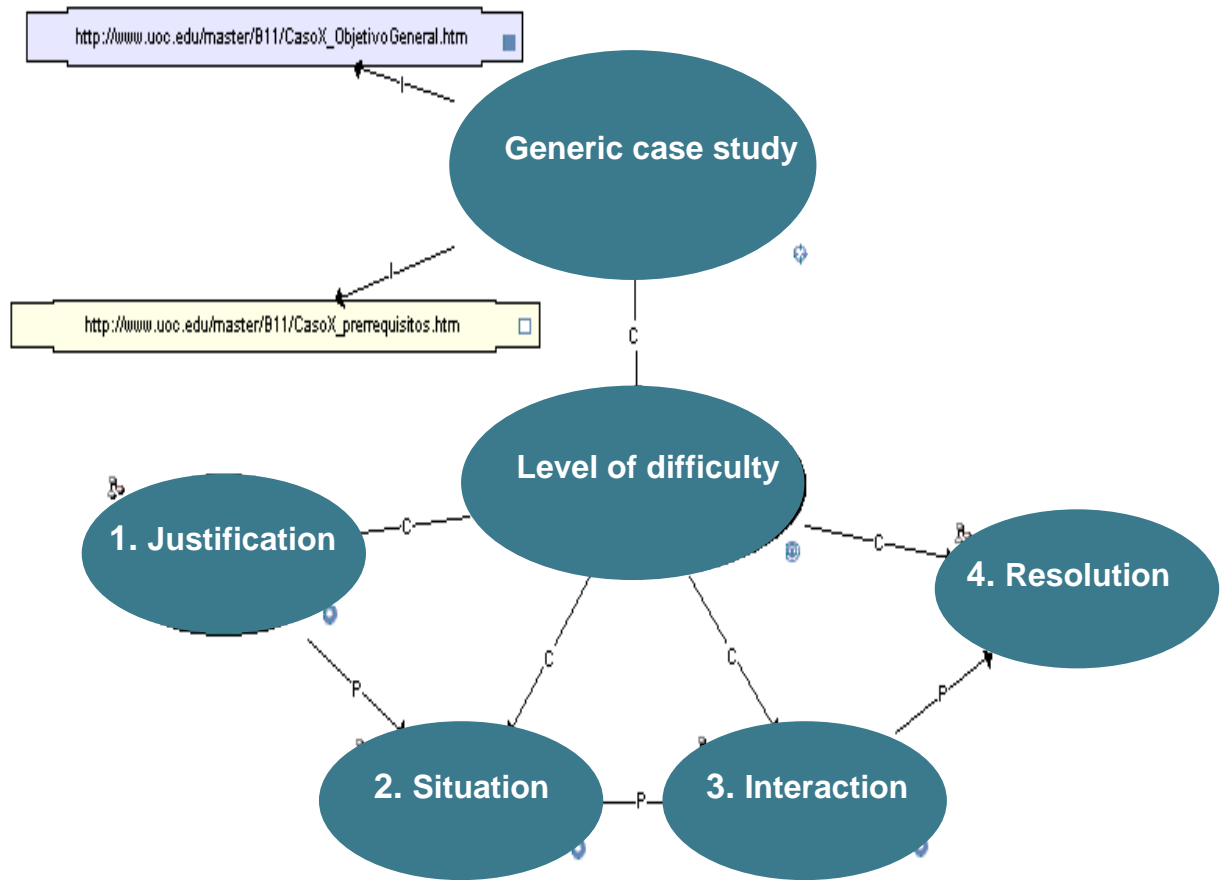 http://www.uoc.edu/master/B11/CasoX_ObjetivoGeneral.htm
I
Generic case study
I
http://www.uoc.edu/master/B11/CasoX_prerrequisitos.htm
C
Level of difficulty
1. Justification
C
C
4. Resolution
C
C
P
P
2. Situation
P
3. Interaction